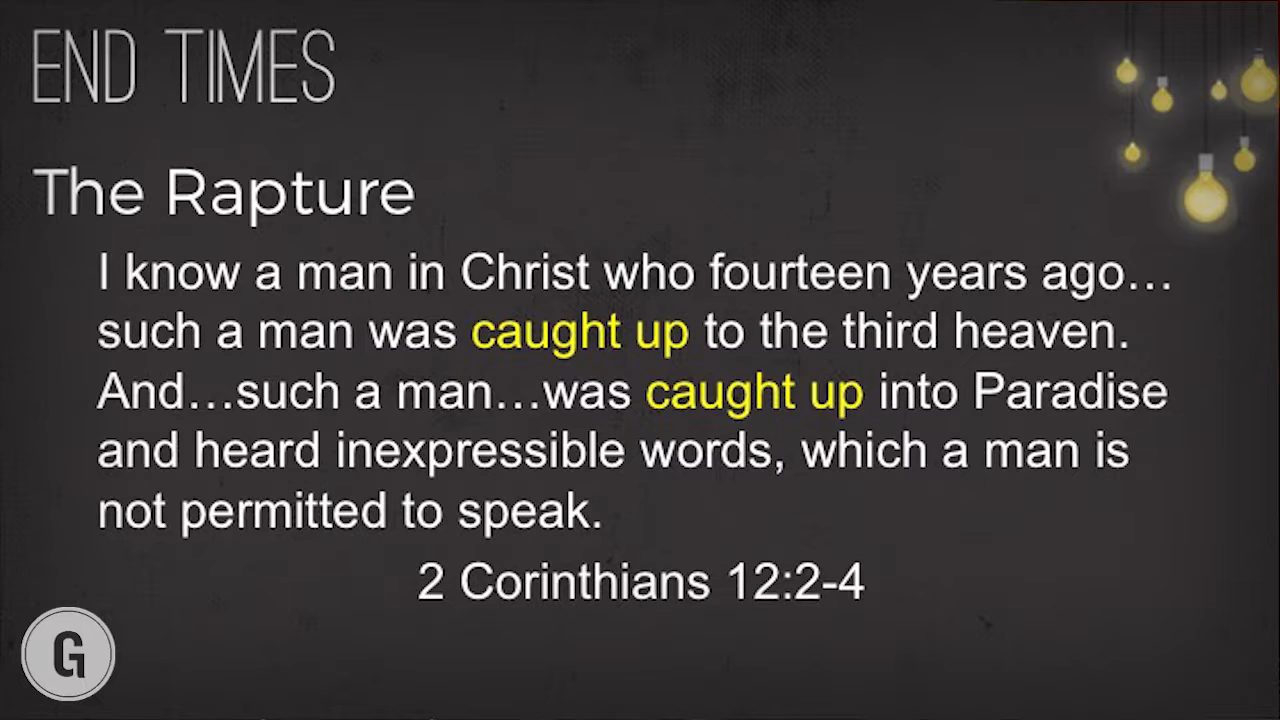 END TIMES
The Rapture
I know a man in Christ who fourteen years ago…
such a man was caught up to the third heaven.
And…such a man…was caught up into Paradise
and heard inexpressible words, which a man is
not permitted to speak.
2 Corinthians 12:2-4
G